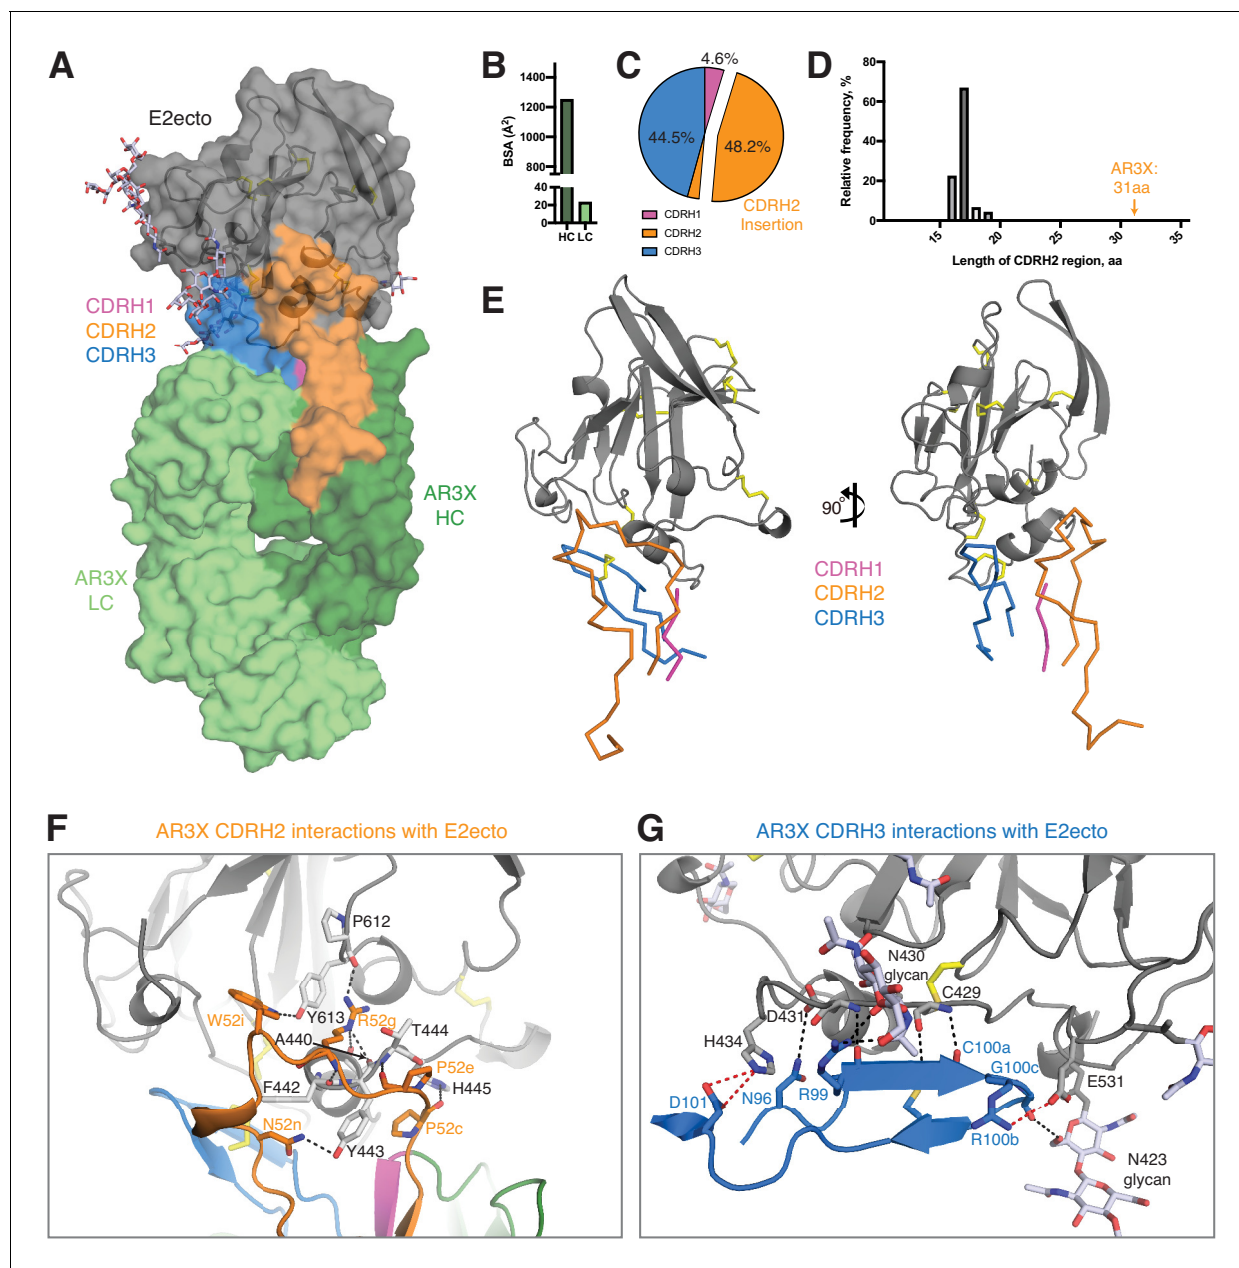 A
E2ecto
CDRH1
CDRH2
CDRH3
AR3X
HC
AR3X
LC
B
BSA (Å²)
1400
1200
1000
800
40
20
0
HC LC
C
4.6%
44.5%
48.2%
CDRH2
Insertion
CDRH1
CDRH2
CDRH3
D
Relative frequency, %
80
60
40
20
0
AR3X:
31aa
15 20 25 30 35
Length of CDRH2 region, aa
E
90°
CDRH1
CDRH2
CDRH3
F
AR3X CDRH2 interactions with E2ecto
P612
W52i
Y613
R52g
A440
T444
P52e
F442
H445
N52n
P52c
Y443
G
AR3X CDRH3 interactions with E2ecto
N430
glycan
C429
D431
H434
C100a
G100c
E531
D101
N96
R99
R100b
N423
glycan